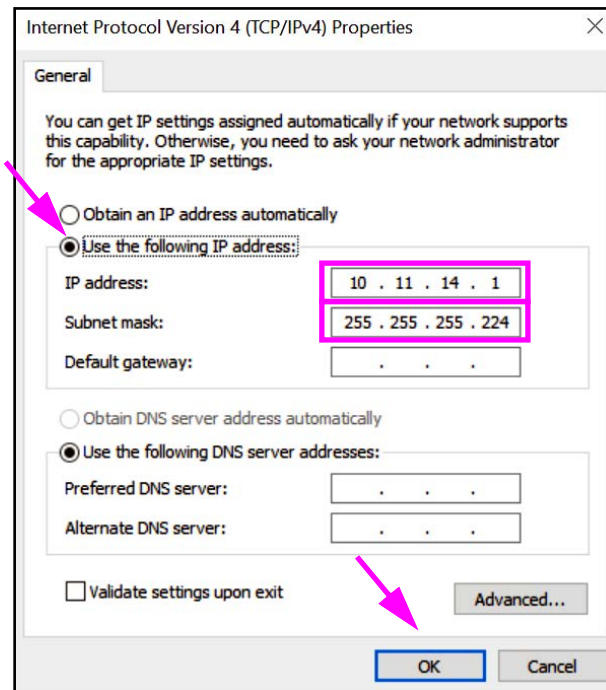 Internet Protocol Version 4 (TCP/IPv4) Properties
General
You can get IP settings assigned automatically if your network supports
this capability. Otherwise, you need to ask your network administrator
for the appropriate IP settings.
Obtain an IP address automatically
Use the following IP address:
IP address: 10 . 11 . 14 . 1
Subnet mask: 255 . 255 . 255 . 224
Default gateway: . . .
Obtain DNS server address automatically
Use the following DNS server addresses:
Preferred DNS server: . . .
Alternate DNS server: . . .
Validate settings upon exit
Advanced...
OK Cancel